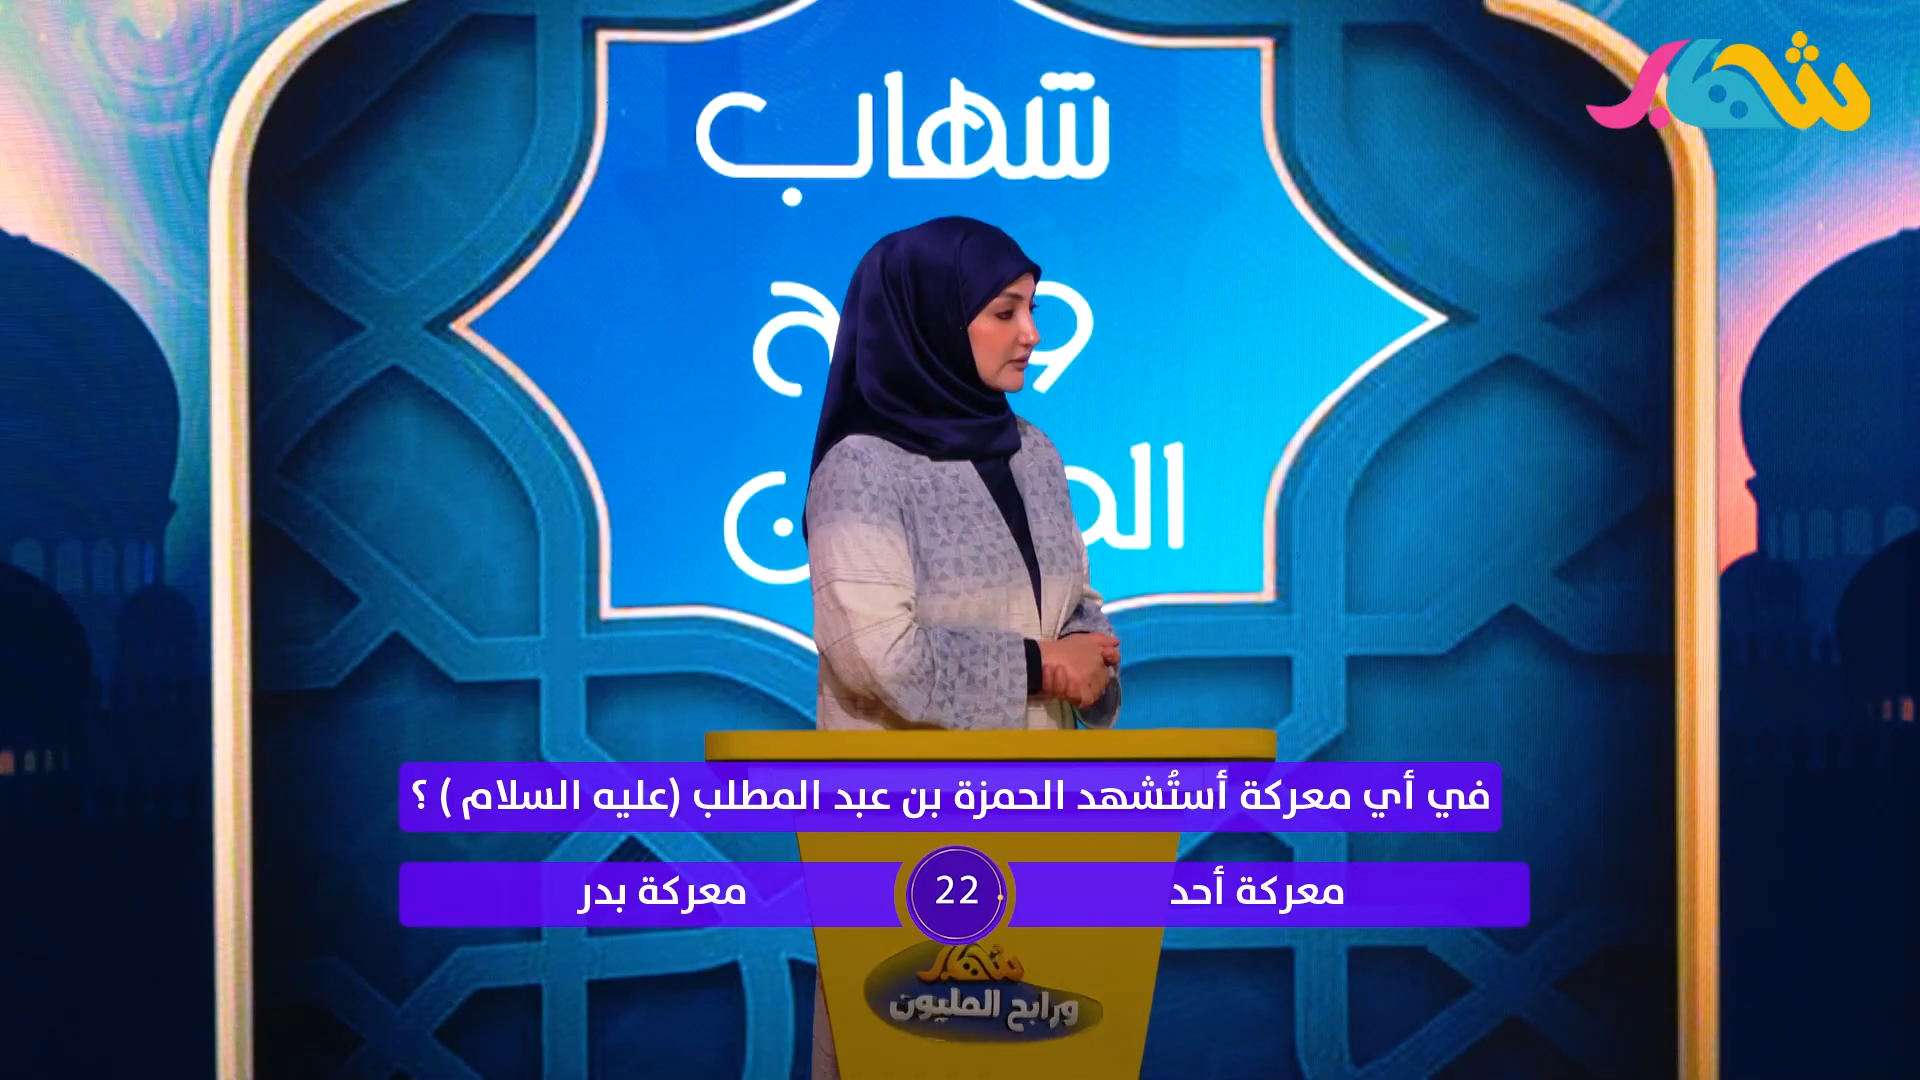 شهاب
شهاب
في أي معركة أستُشهد الحمزة بن عبد المطلب (عليه السلام ) ؟
معركة أحد
22
معركة بدر
شهاب
ورابح المليون